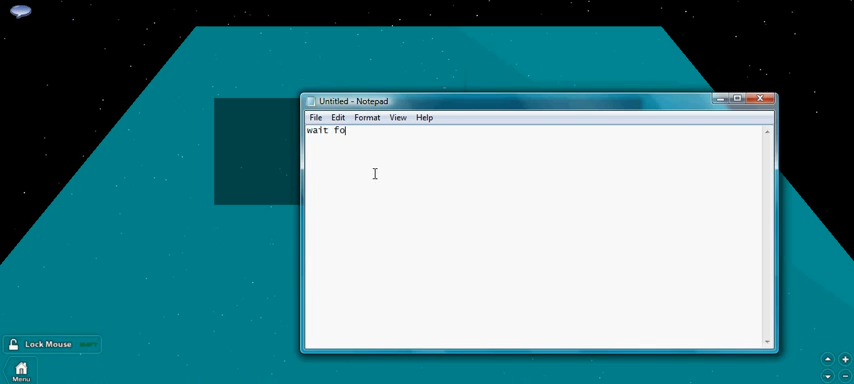 Untitled - Notepad
File Edit Format View Help
wait fo
Lock Mouse
Menu